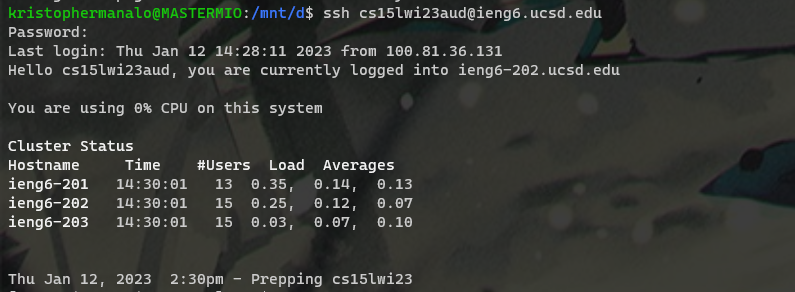 kristophermanalo@MASTERMIO:/mnt/d$ ssh cs15lwi23aud@ieng6.ucsd.edu
Password:
Last login: Thu Jan 12 14:28:11 2023 from 100.81.36.131
Hello cs15lwi23aud, you are currently logged into ieng6-202.ucsd.edu
You are using 0% CPU on this system
Cluster Status
Hostname     Time    #Users  Load  Averages
ieng6-201   14:30:01   13  0.35,  0.14,  0.13
ieng6-202   14:30:01   15  0.25,  0.12,  0.07
ieng6-203   14:30:01   15  0.03,  0.07,  0.10
Thu Jan 12, 2023  2:30pm - Prepping cs15lwi23